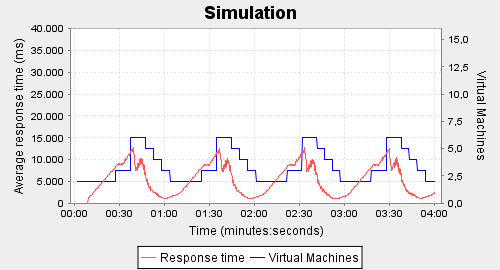 Simulation
Average response time (ms)
40.000
35.000
30.000
25.000
20.000
15.000
10.000
5.000
0
15,0
12,5
10,0
7,5
5,0
2,5
0,0
Virtual Machines
00:00 00:30 01:00 01:30 02:00 02:30 03:00 03:30 04:00
Time (minutes:seconds)
Response time Virtual Machines